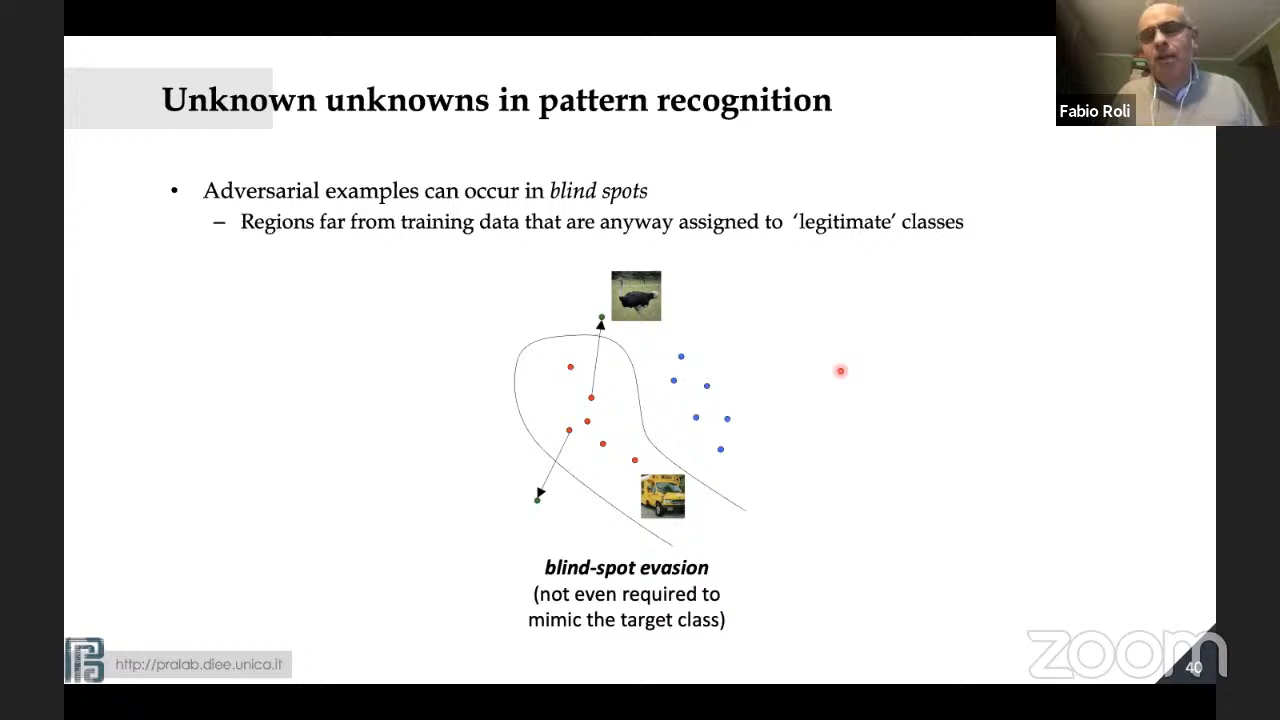 Unknown unknowns in pattern recognition
Fabio Roli
• Adversarial examples can occur in blind spots
– Regions far from training data that are anyway assigned to 'legitimate' classes
blind-spot evasion
(not even required to
mimic the target class)
http://pralab.diee.unica.it
zoom
40